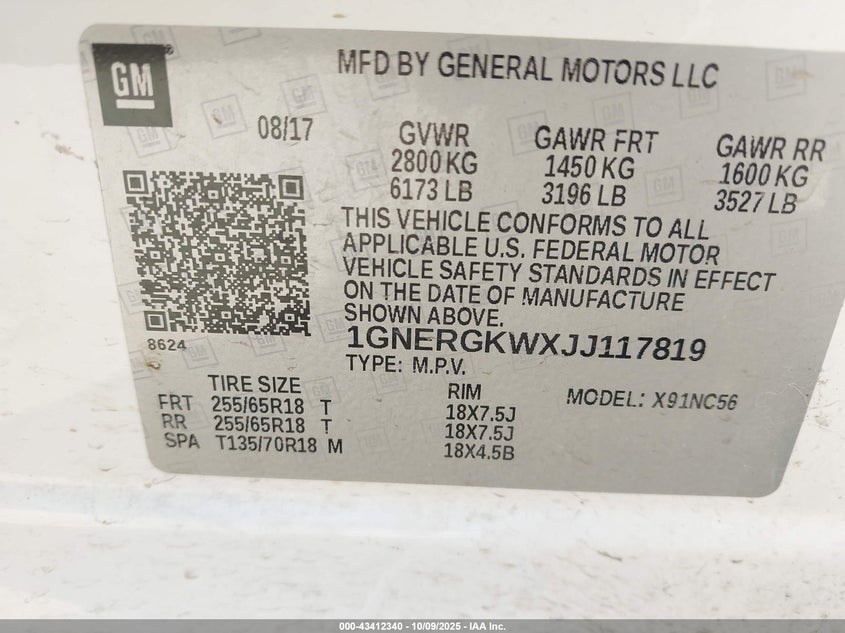 GM
MFD BY GENERAL MOTORS LLC
08/17
GVWR GAWR FRT GAWR RR
2800 KG 1450 KG 1600 KG
6173 LB 3196 LB 3527 LB
THIS VEHICLE CONFORMS TO ALL
APPLICABLE U.S. FEDERAL MOTOR
VEHICLE SAFETY STANDARDS IN EFFECT
ON THE DATE OF MANUFACTURE
SHOWN ABOVE.
8624
1GNERGKWXJJ117819
TYPE: M.P.V.
TIRE SIZE RIM MODEL: X91NC56
FRT 255/65R18 T 18X7.5J
RR 255/65R18 T 18X7.5J
SPA T135/70R18 M 18X4.5B
000-43412340 - 10/09/2025 - IAA Inc.